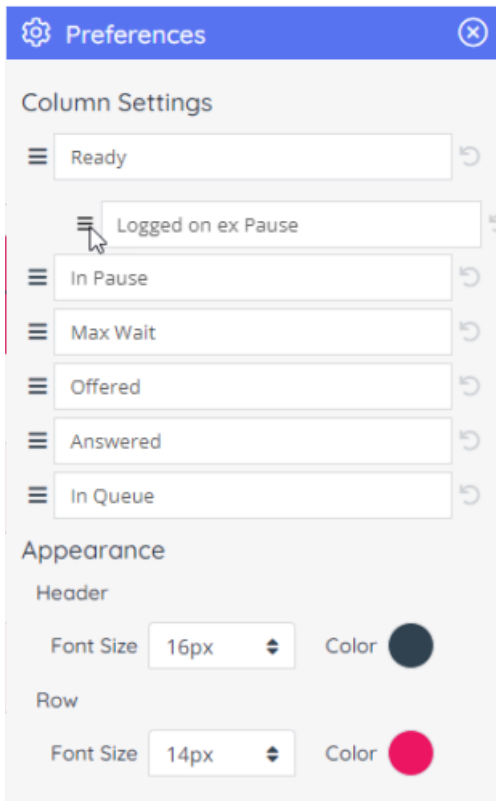 Preferences
Column Settings
Ready
Logged on ex Pause
In Pause
Max Wait
Offered
Answered
In Queue
Appearance
Header
Font Size 16px Color
Row
Font Size 14px Color